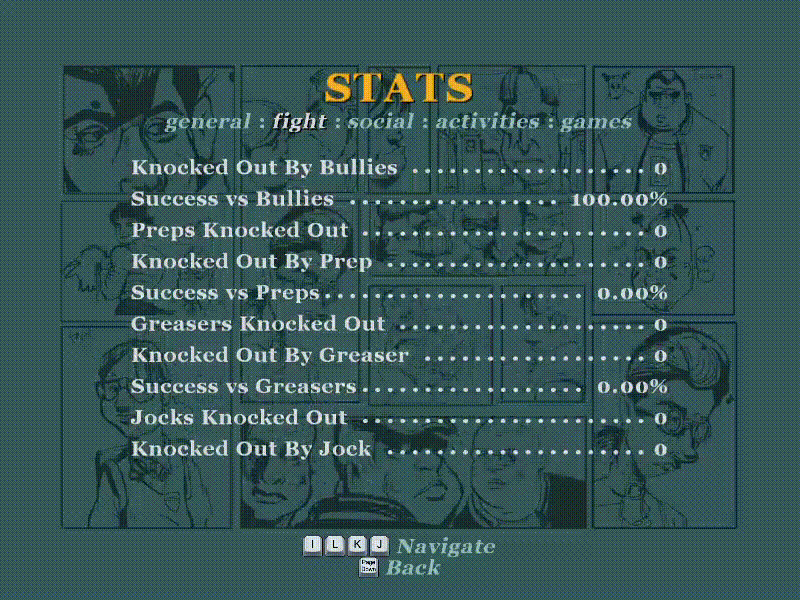 STATS
general : fight : social : activities : games
Knocked Out By Bullies . . . . . . . . . . . . . . . . . . . 0
Success vs Bullies . . . . . . . . . . . . . . . . . 100.00%
Preps Knocked Out . . . . . . . . . . . . . . . . . . . . . . 0
Knocked Out By Prep . . . . . . . . . . . . . . . . . . . . 0
Success vs Preps . . . . . . . . . . . . . . . . . . . . . 0.00%
Greasers Knocked Out . . . . . . . . . . . . . . . . . . . 0
Knocked Out By Greaser . . . . . . . . . . . . . . . . . 0
Success vs Greasers . . . . . . . . . . . . . . . . . . 0.00%
Jocks Knocked Out . . . . . . . . . . . . . . . . . . . . . . 0
Knocked Out By Jock . . . . . . . . . . . . . . . . . . . . 0
I L K J Navigate
Page Down Back